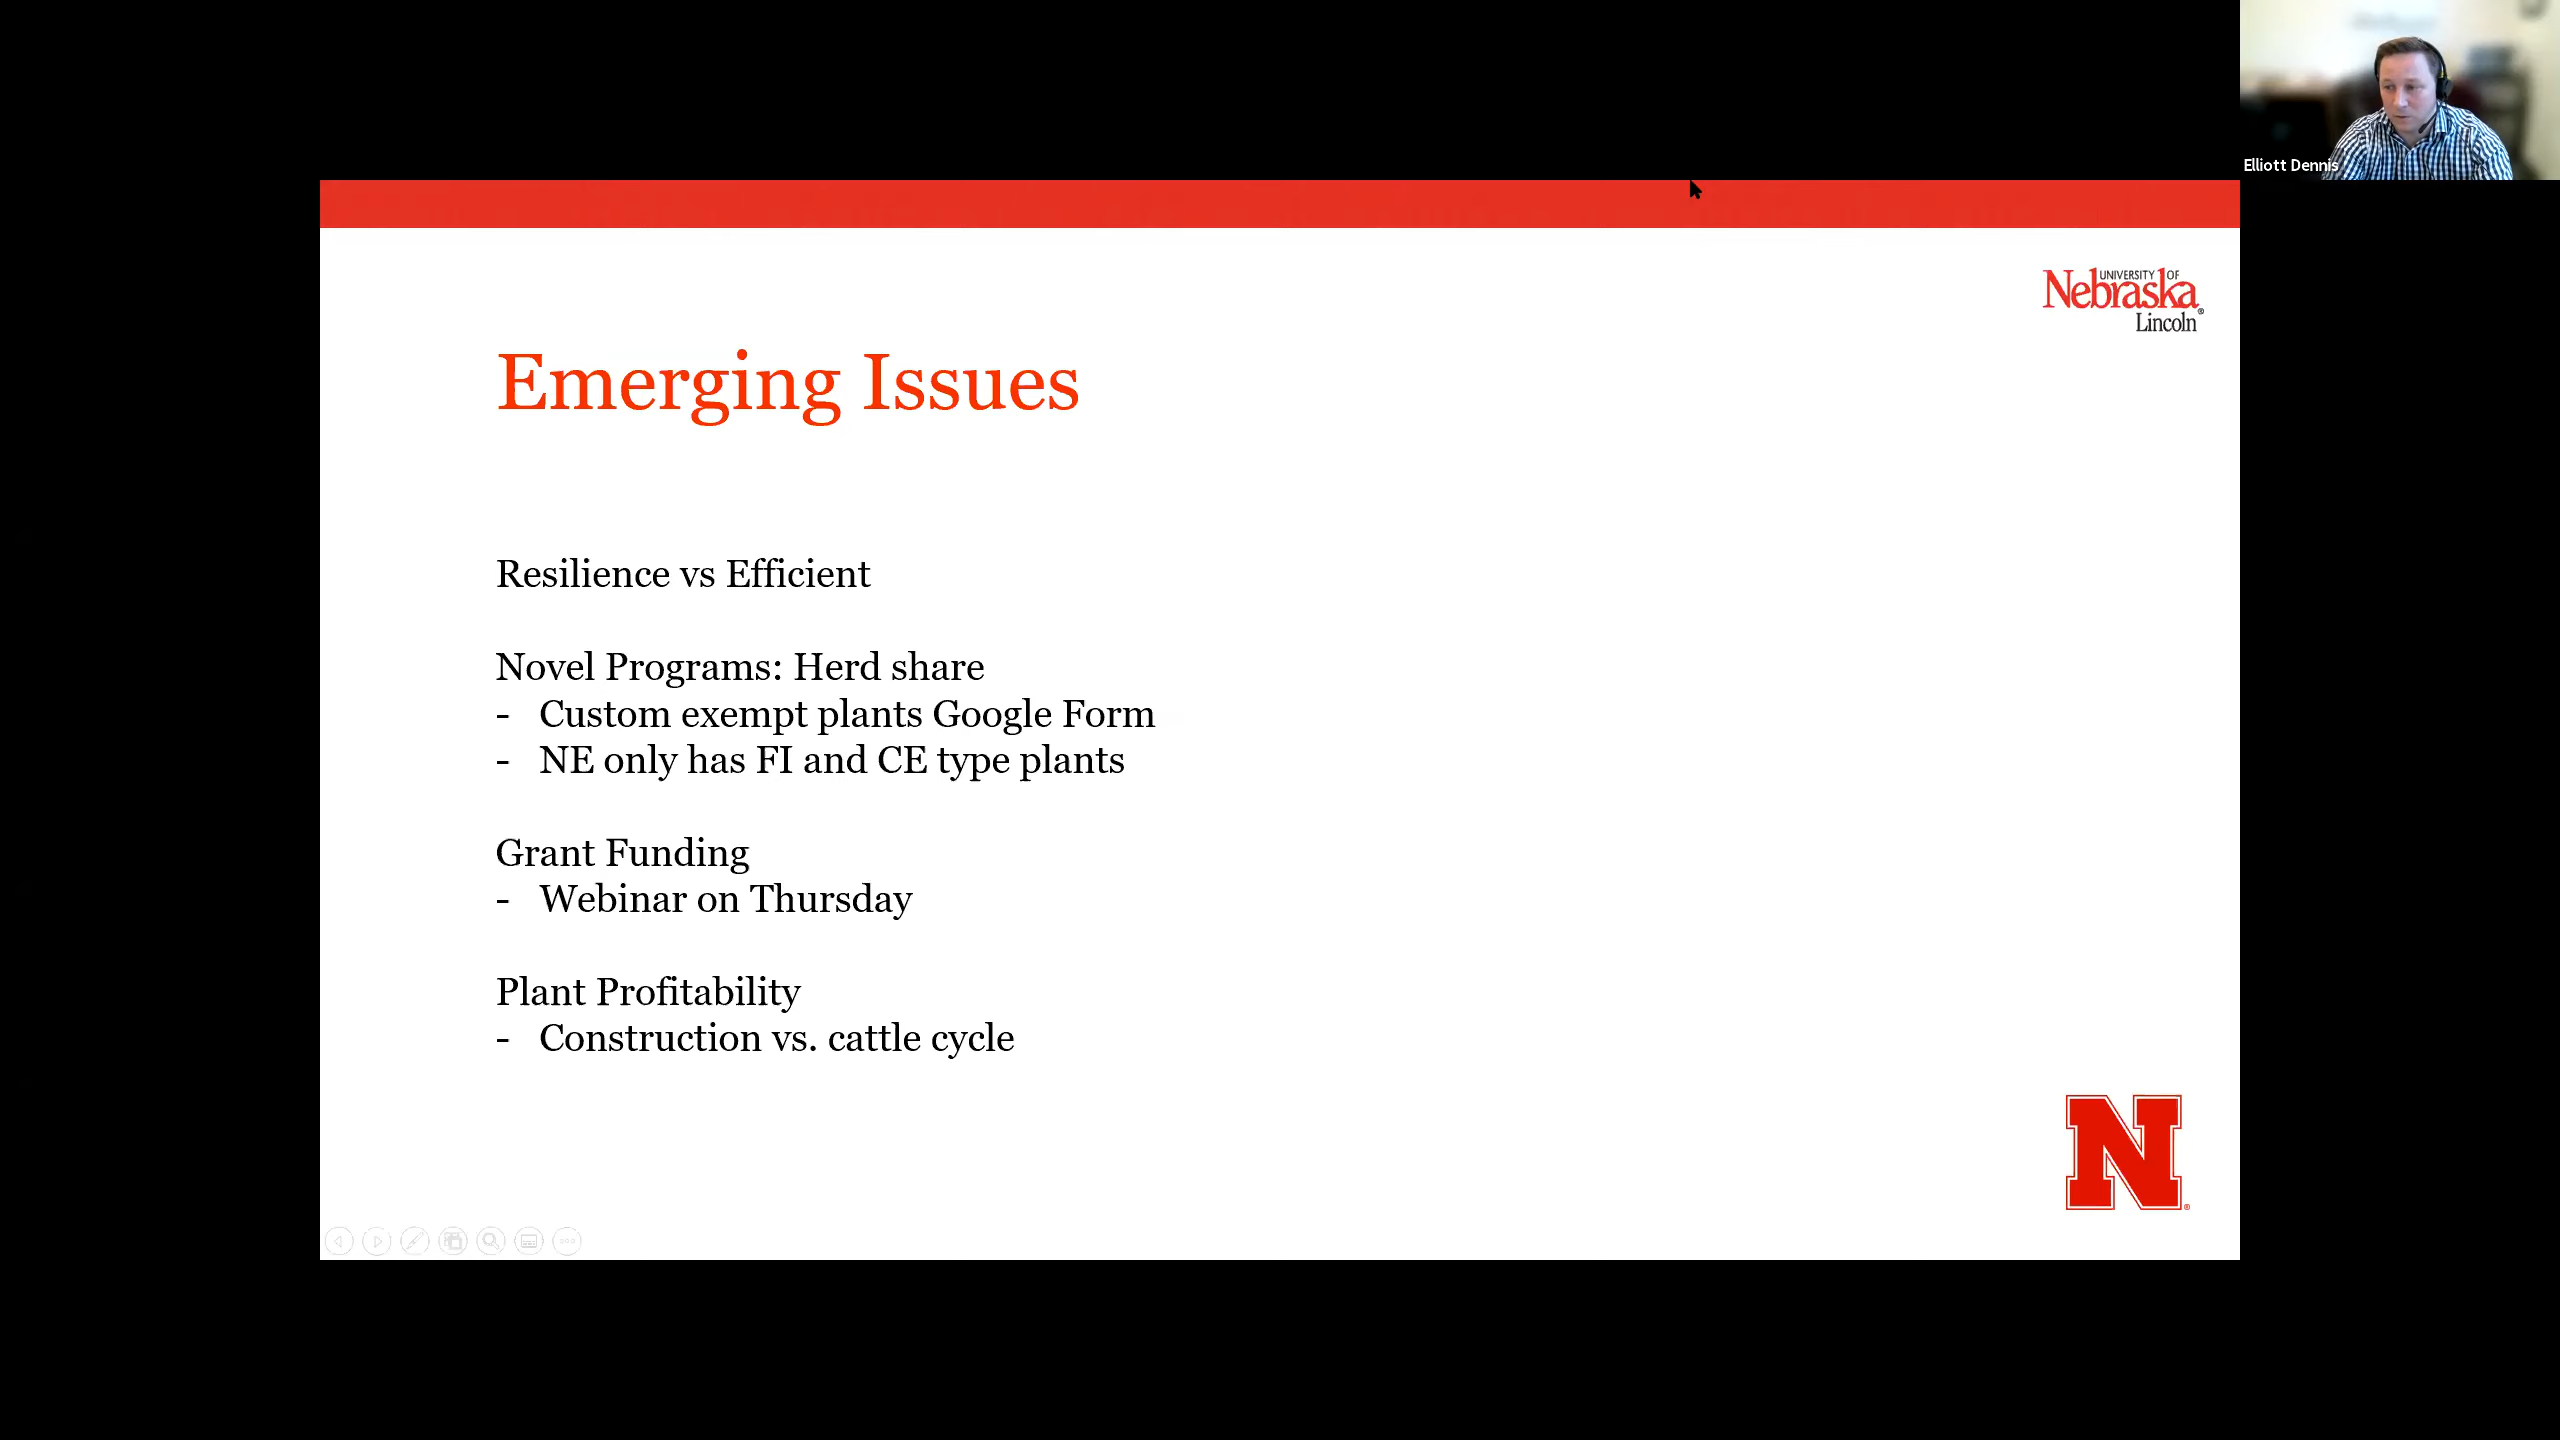 Elliott Dennis
UNIVERSITY OF
Nebraska®
Lincoln
Emerging Issues
Resilience vs Efficient
Novel Programs: Herd share
- Custom exempt plants Google Form
- NE only has FI and CE type plants
Grant Funding
- Webinar on Thursday
Plant Profitability
- Construction vs. cattle cycle
N®